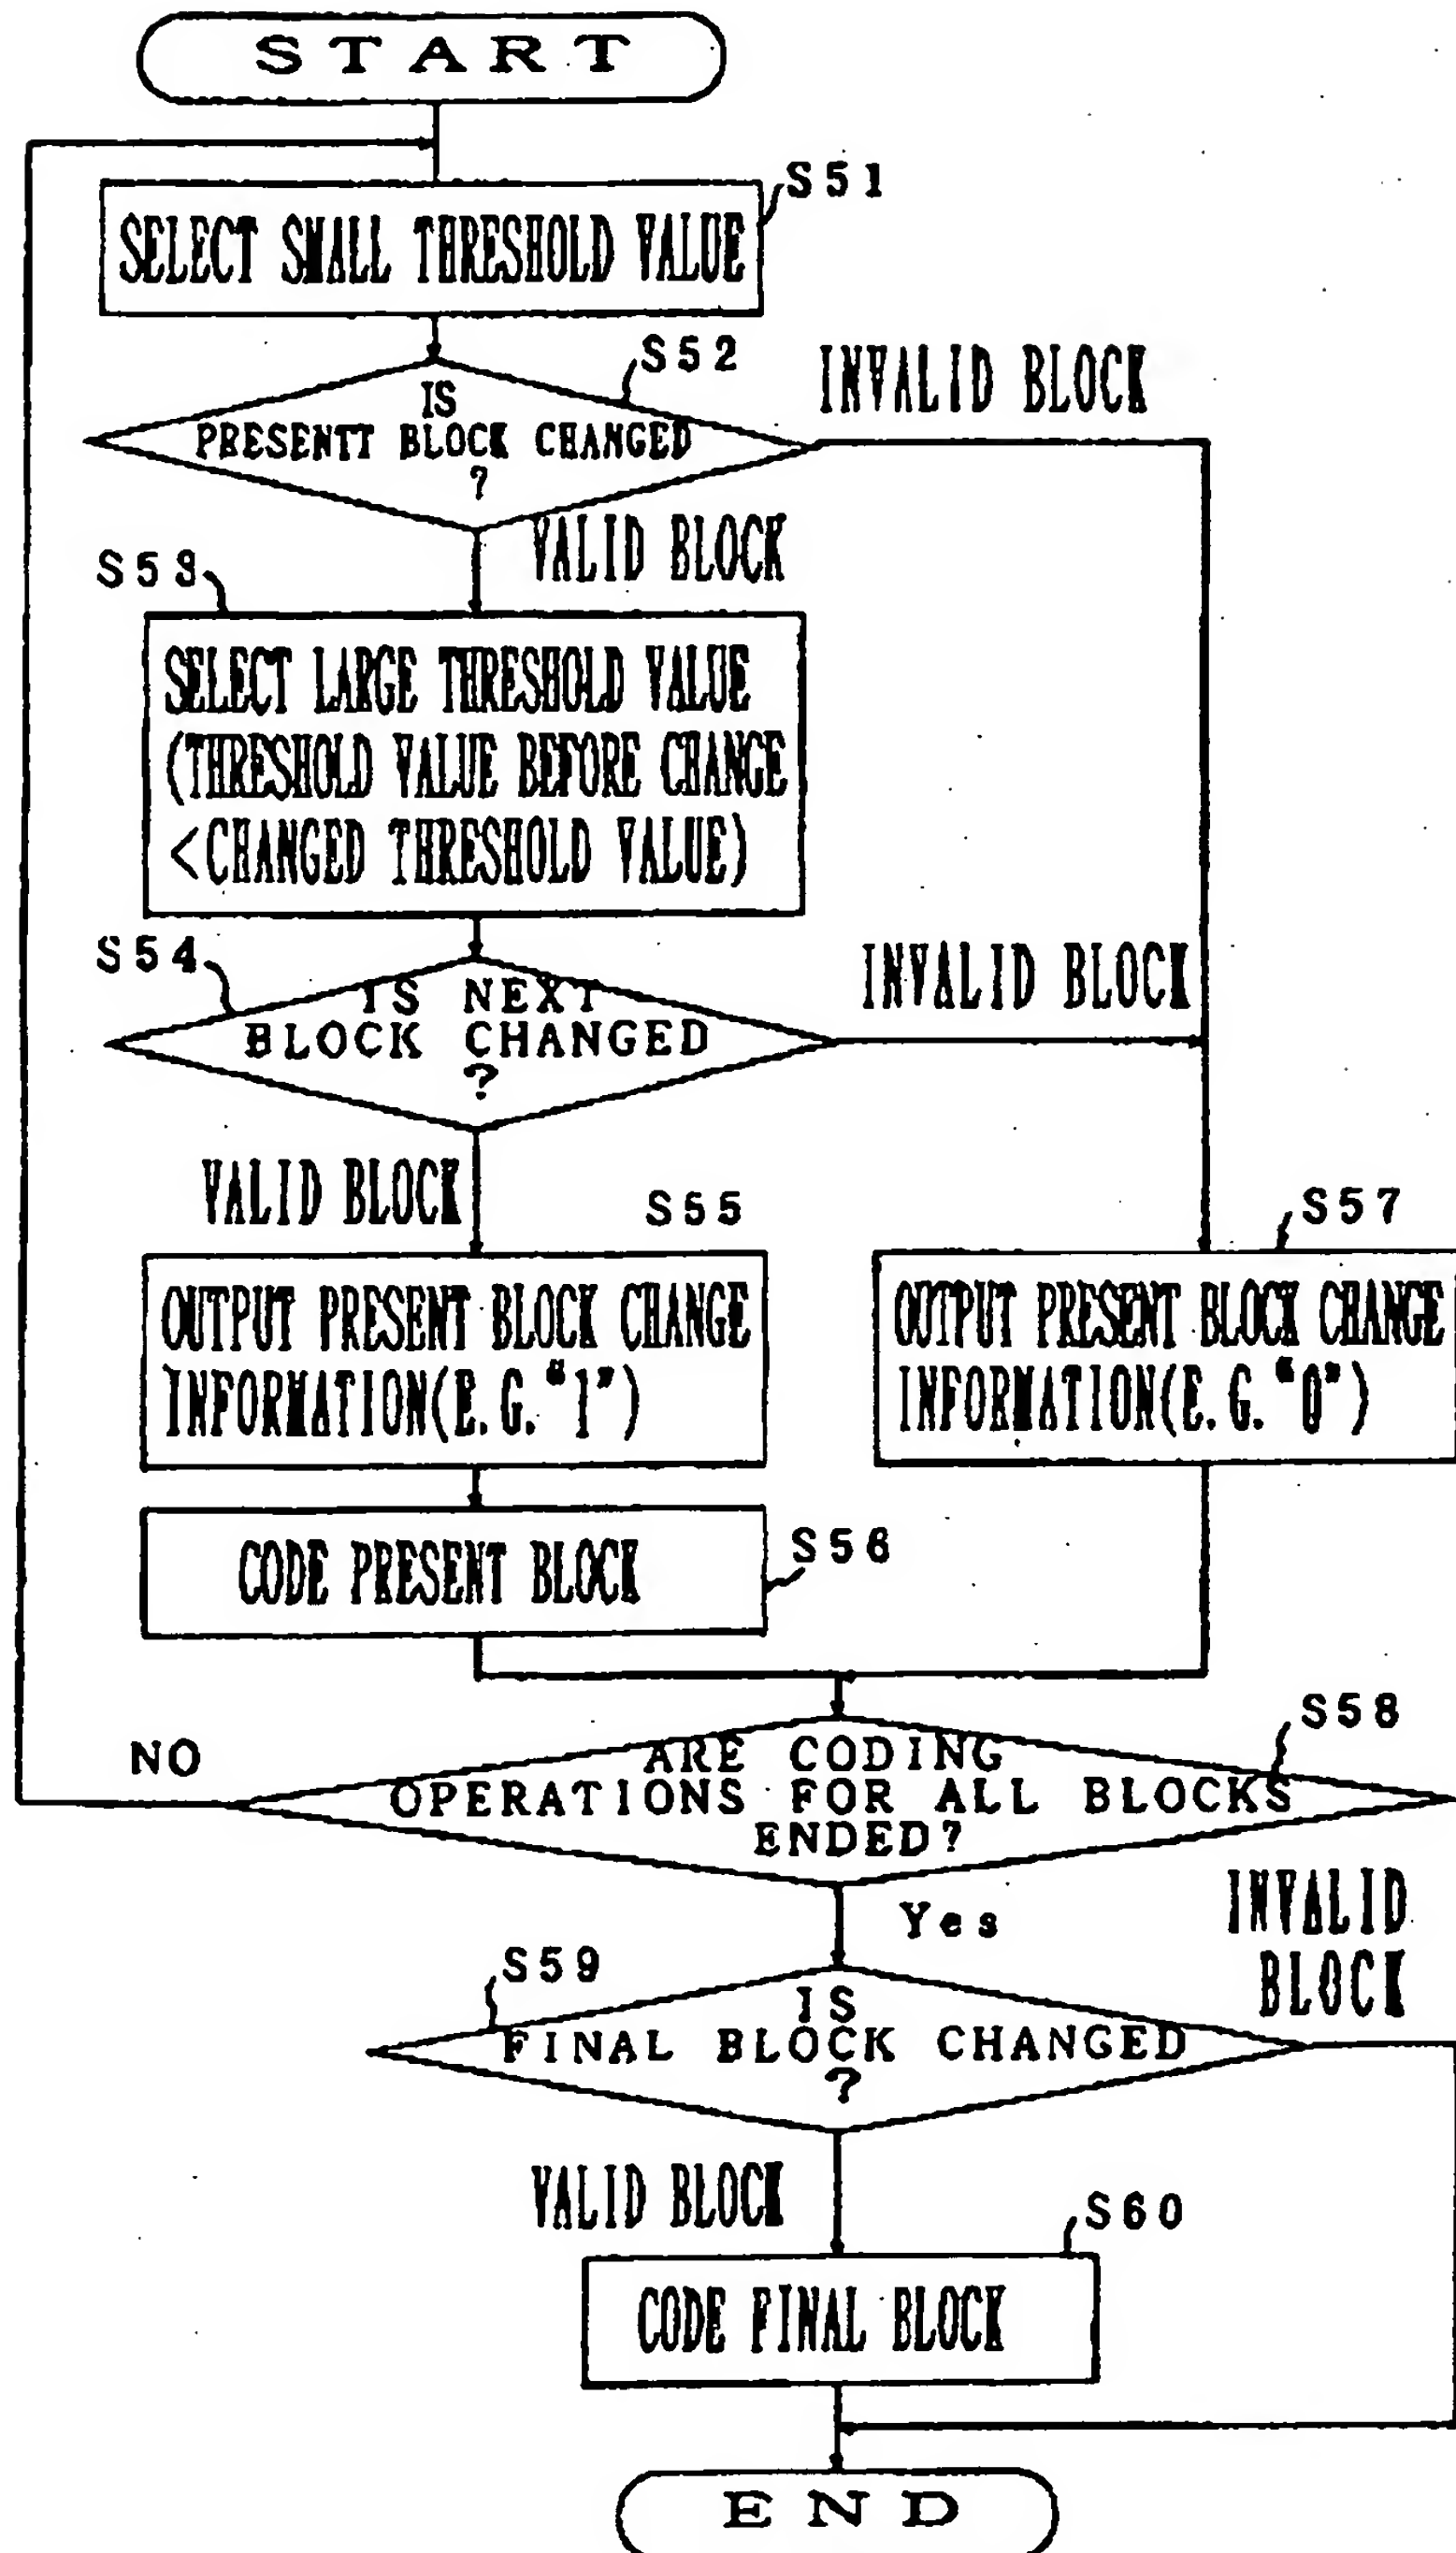 START
S51
SELECT SMALL THRESHOLD VALUE
S52
INVALID BLOCK
IS
PRESENTT BLOCK CHANGED
?
VALID BLOCK
S53
SELECT LARGE THRESHOLD VALUE
(THRESHOLD VALUE BEFORE CHANGE
<CHANGED THRESHOLD VALUE)
S54
INVALID BLOCK
IS NEXT
BLOCK CHANGED
?
VALID BLOCK
S55
S57
OUTPUT PRESENT BLOCK CHANGE
INFORMATION(E.G."1")
OUTPUT PRESENT BLOCK CHANGE
INFORMATION(E.G."0")
CODE PRESENT BLOCK
S56
S58
NO
ARE CODING
OPERATIONS FOR ALL BLOCKS
ENDED?
Yes
INVALID
BLOCK
S59
IS
FINAL BLOCK CHANGED
?
VALID BLOCK
S60
CODE FINAL BLOCK
END